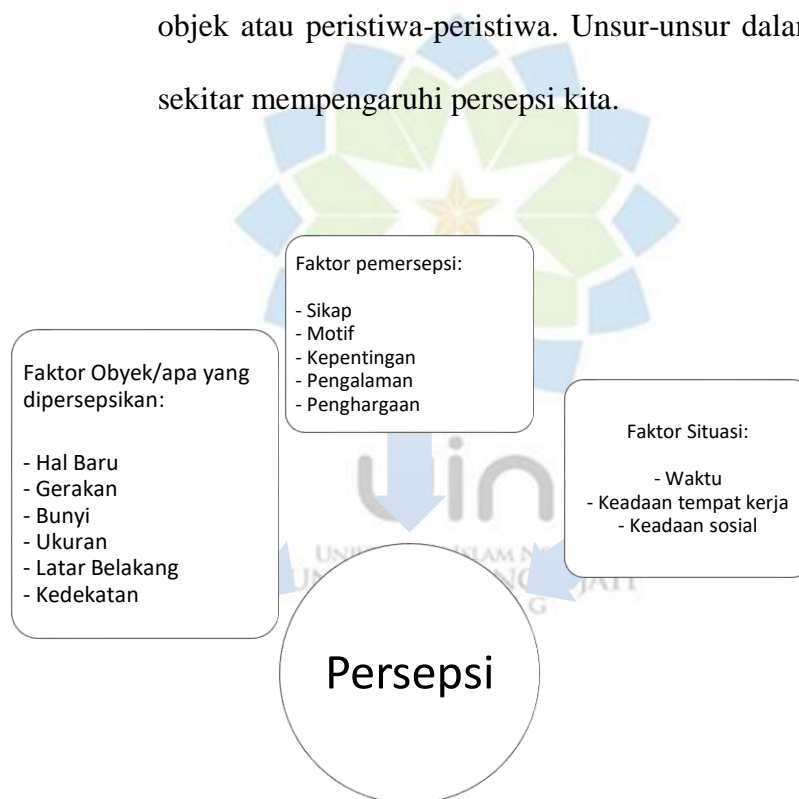 objek atau peristiwa-peristiwa. Unsur-unsur dalam
sekitar mempengaruhi persepsi kita.
Faktor pemersepsi:
- Sikap
- Motif
- Kepentingan
- Pengalaman
- Penghargaan
Faktor Obyek/apa yang
dipersepsikan:
- Hal Baru
- Gerakan
- Bunyi
- Ukuran
- Latar Belakang
- Kedekatan
Faktor Situasi:
- Waktu
- Keadaan tempat kerja
- Keadaan sosial
uin
Persepsi